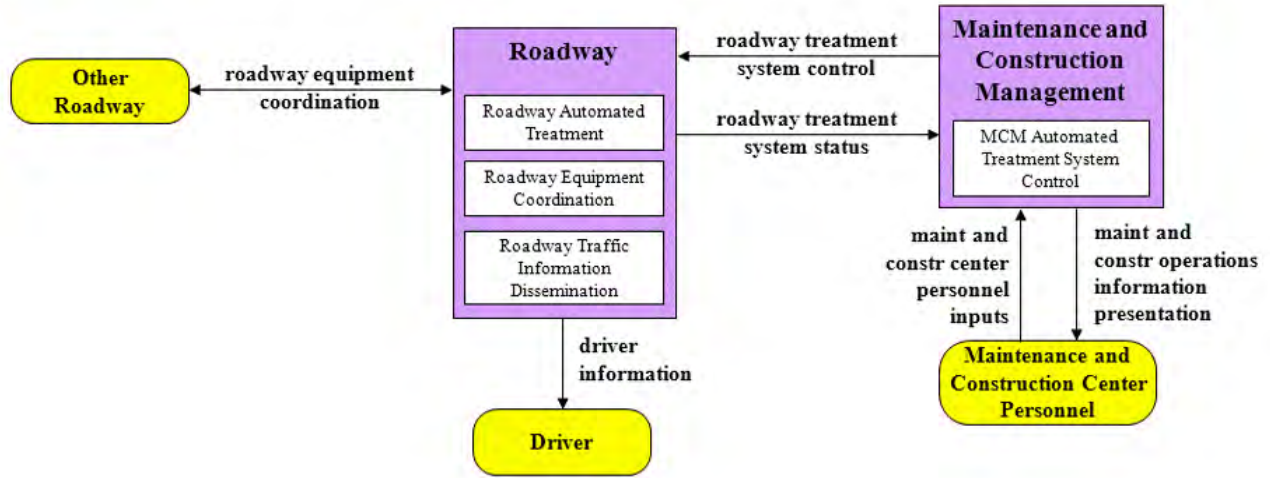 Other
Roadway
roadway equipment
coordination
Roadway
Roadway Automated
Treatment
Roadway Equipment
Coordination
Roadway Traffic
Information
Dissemination
roadway treatment
system control
roadway treatment
system status
Maintenance and
Construction
Management
MCM Automated
Treatment System
Control
driver
information
Driver
maint and
constr center
personnel
inputs
maint and
constr operations
information
presentation
Maintenance and
Construction Center
Personnel